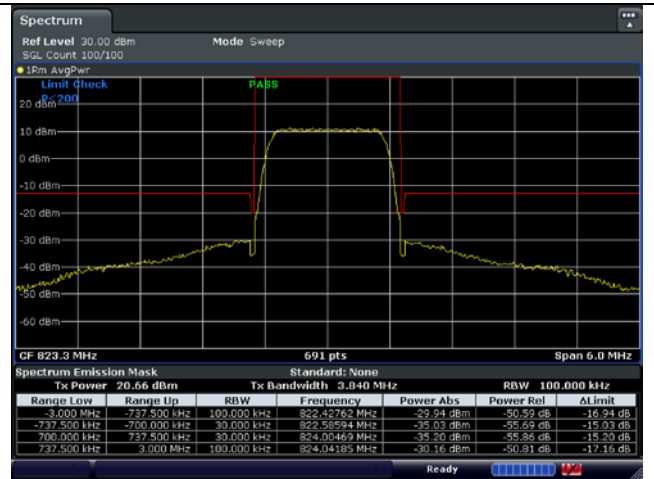 Spectrum
Ref Level 30.00 dBm Mode Sweep
SGL Count 100/100
1Rm AvgPwr
Limit Check PASS
P<200
20 dBm
10 dBm
0 dBm
-10 dBm
-20 dBm
-30 dBm
-40 dBm
-50 dBm
-60 dBm
CF 823.3 MHz 691 pts Span 6.0 MHz
Spectrum Emission Mask Standard: None
Tx Power 20.66 dBm Tx Bandwidth 3.840 MHz RBW 100.000 kHz
Range Low Range Up RBW Frequency Power Abs Power Rel ΔLimit
-3.000 MHz -737.500 kHz 100.000 kHz 822.42762 MHz -29.94 dBm -50.59 dB -16.94 dB
-737.500 kHz -700.000 kHz 30.000 kHz 822.58594 MHz -35.03 dBm -55.69 dB -15.03 dB
700.000 kHz 737.500 kHz 30.000 kHz 824.00469 MHz -35.20 dBm -55.86 dB -15.20 dB
737.500 kHz 3.000 MHz 100.000 kHz 824.04185 MHz -30.16 dBm -50.81 dB -17.16 dB
Ready